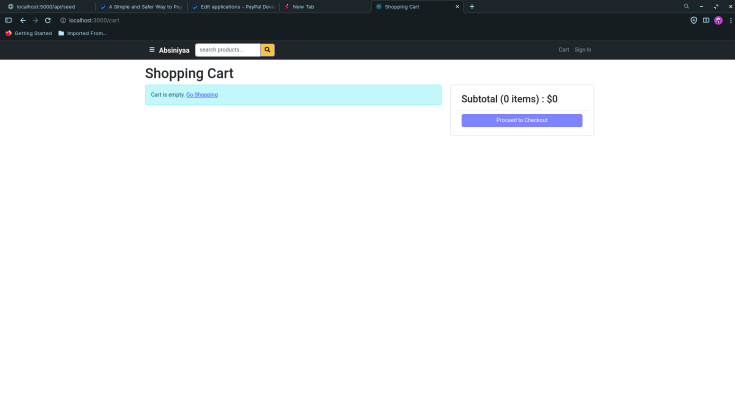 localhost:5000/api/seed
A Simple and Safer Way to Pay
Edit applications - PayPal Deve
New Tab
Shopping Cart
localhost:3000/cart
Getting Started
Imported From...
Absiniyaa
search products...
Cart
Sign In
Shopping Cart
Cart is empty. Go Shopping
Subtotal (0 items) : $0
Proceed to Checkout